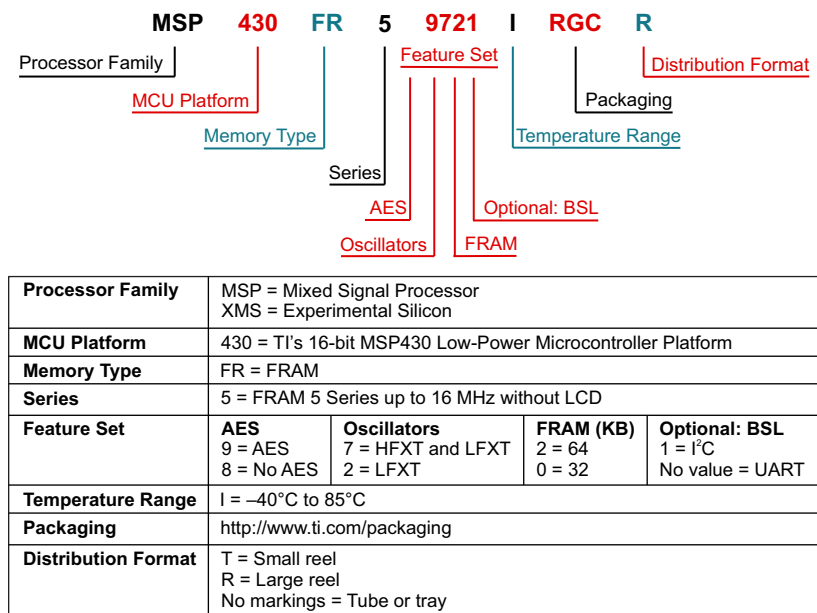 MSP 430 FR 5 9721 I RGC R
Processor Family
Feature Set
Distribution Format
MCU Platform
Packaging
Memory Type
Temperature Range
Series
AES
Optional: BSL
Oscillators
FRAM
Processor Family
MSP = Mixed Signal Processor
XMS = Experimental Silicon
MCU Platform
430 = TI's 16-bit MSP430 Low-Power Microcontroller Platform
Memory Type
FR = FRAM
Series
5 = FRAM 5 Series up to 16 MHz without LCD
Feature Set
AES
9 = AES
8 = No AES
Oscillators
7 = HFXT and LFXT
2 = LFXT
FRAM (KB)
2 = 64
0 = 32
Optional: BSL
1 = I²C
No value = UART
Temperature Range
I = –40°C to 85°C
Packaging
http://www.ti.com/packaging
Distribution Format
T = Small reel
R = Large reel
No markings = Tube or tray